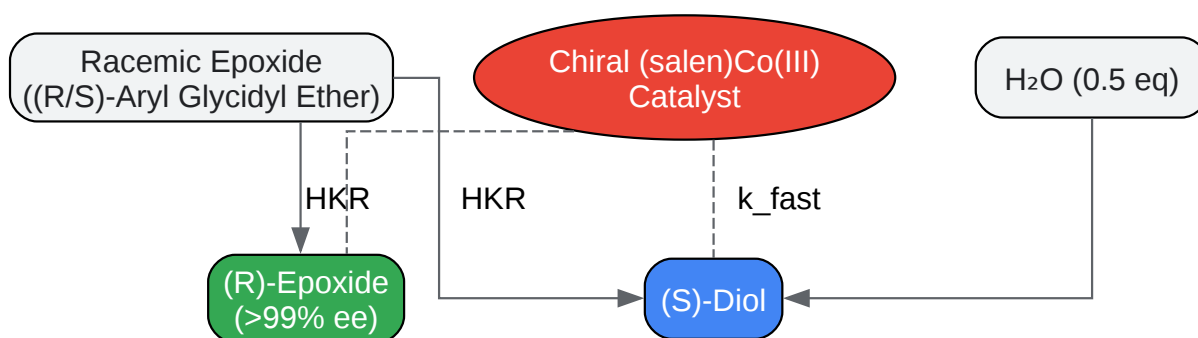 Racemic Epoxide
((R/S)-Aryl Glycidyl Ether)
Chiral (salen)Co(III)
Catalyst
H₂O (0.5 eq)
HKR
HKR
k_fast
(R)-Epoxide
(>99% ee)
(S)-Diol